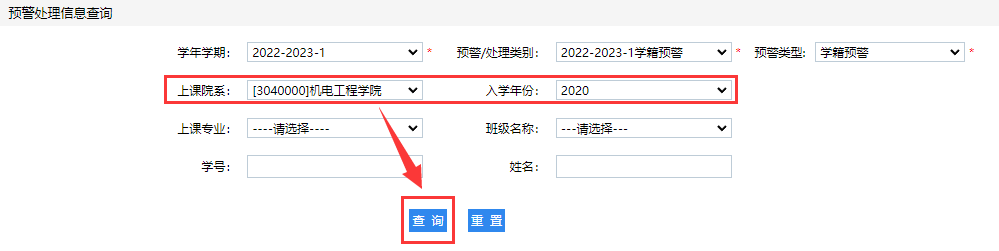 预警处理信息查询
学年学期： 2022-2023-1 * 预警/处理类别： 2022-2023-1学籍预警 * 预警类型: 学籍预警 *
上课院系： [3040000]机电工程学院 入学年份： 2020
上课专业： ----请选择---- 班级名称： ---请选择---
学号： 姓名：
查 询 重 置